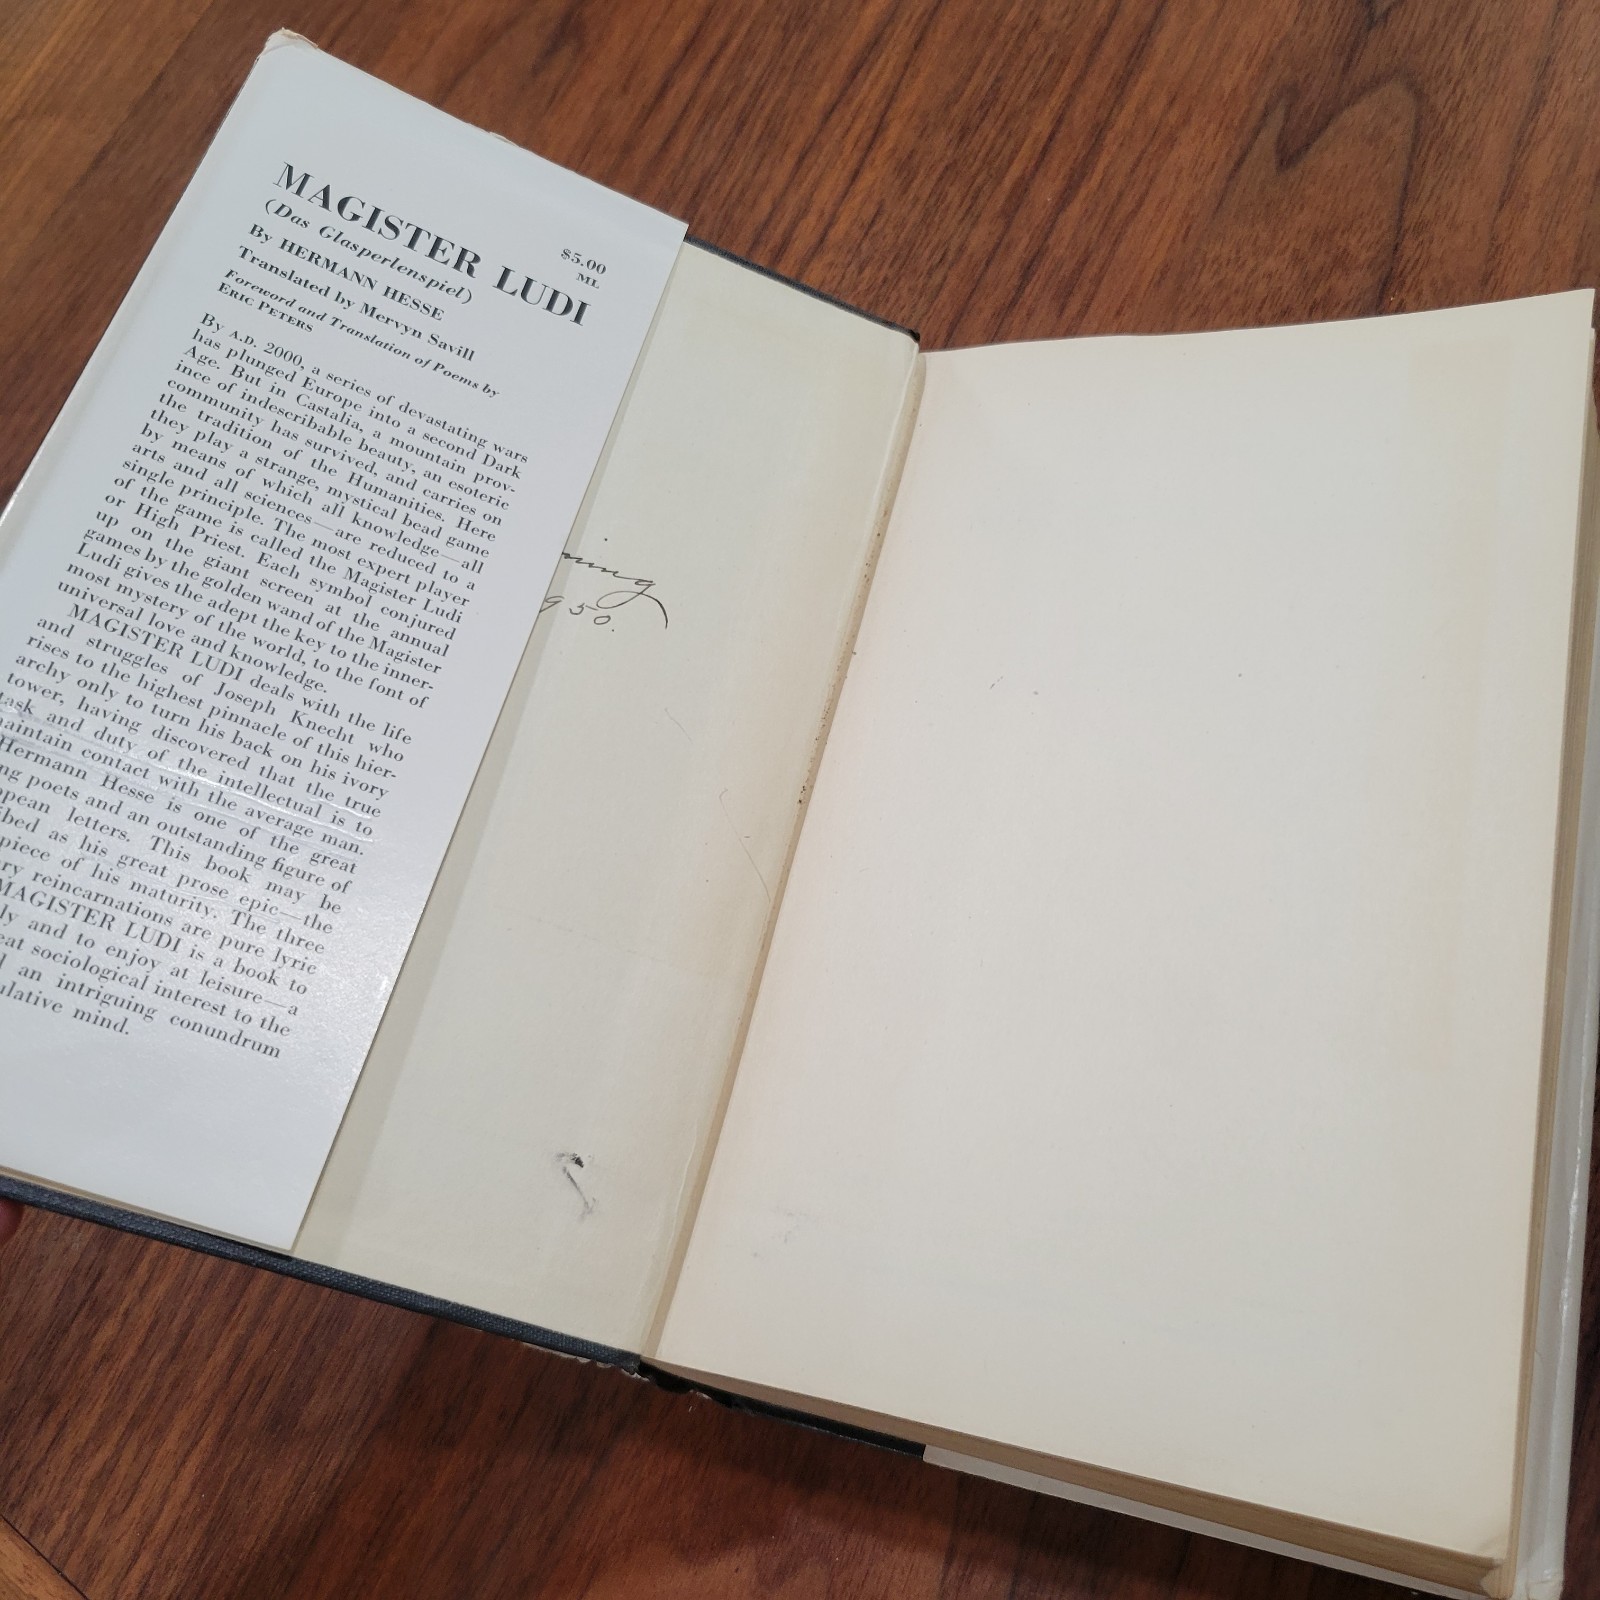 $5.00
ML
MAGISTER LUDI
(Das Glasperlenspiel)
By HERMANN HESSE
Translated by Mervyn Savill
Foreword and Translation of Poems by
ERIC PETERS
By A.D. 2000, a series of devastating wars
has plunged Europe into a second Dark
Age. But in Castalia, a mountain prov-
ince of indescribable beauty, an esoteric
community has survived, and carries on
the tradition of the Humanities. Here
they play a strange, mystical bead game
by means of which all knowledge—all
arts and all sciences—are reduced to a
single principle. The most expert player
of the game is called the Magister Ludi
or High Priest. Each symbol conjured
up on the giant screen at the annual
games by the golden wand of the Magister
Ludi gives the adept the key to the inner-
most mystery of the world, to the font of
universal love and knowledge.
MAGISTER LUDI deals with the life
and struggles of Joseph Knecht who
rises to the highest pinnacle of this hier-
archy only to turn his back on his ivory
tower, having discovered that the true
task and duty of the intellectual is to
maintain contact with the average man.
Hermann Hesse is one of the great
ng poets and an outstanding figure of
pean letters. This book may be
ibed as his great prose epic—the
piece of his maturity. The three
ry reincarnations are pure lyric
MAGISTER LUDI is a book to
ly and to enjoy at leisure—a
eat sociological interest to the
an intriguing conundrum
ulative mind.
ning
950.